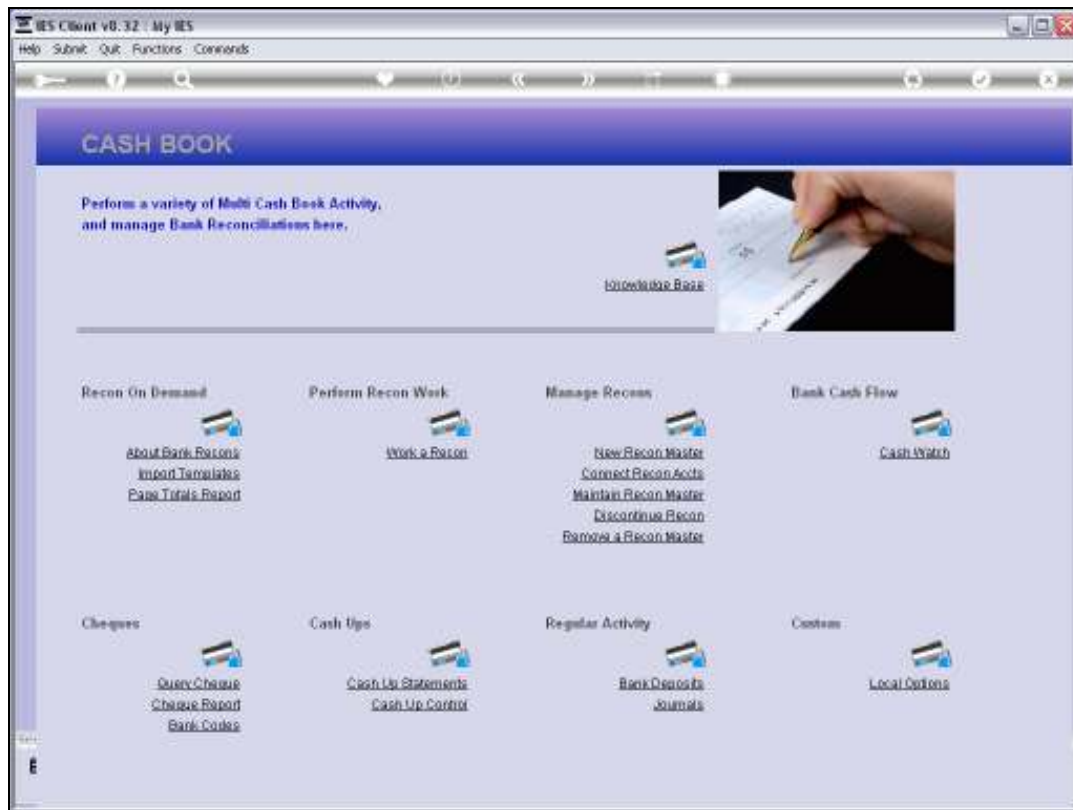 IES Client v8.32 : My IES
Help Submit Quit Functions Commands
CASH BOOK
Perform a variety of Multi Cash Book Activity,
and manage Bank Reconciliations here.
Knowledge Base
Recon On Demand
About Bank Recons
Import Templates
Page Totals Report
Perform Recon Work
Work a Recon
Manage Recons
New Recon Master
Connect Recon Accts
Maintain Recon Master
Discontinue Recon
Remove a Recon Master
Bank Cash Flow
Cash Watch
Cheques
Query Cheque
Cheque Report
Bank Codes
Cash Ups
Cash Up Statements
Cash Up Control
Regular Activity
Bank Deposits
Journals
Custom
Local Options